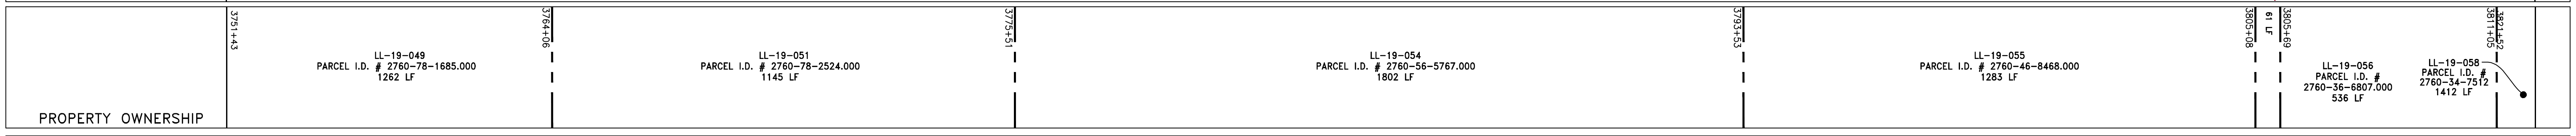 3751+43
LL-19-049
PARCEL I.D. # 2760-78-1685.000
1262 LF
3764+06
LL-19-051
PARCEL I.D. # 2760-78-2524.000
1145 LF
3775+51
LL-19-054
PARCEL I.D. # 2760-56-5767.000
1802 LF
3793+53
LL-19-055
PARCEL I.D. # 2760-46-8468.000
1283 LF
3805+08
61 LF
3805+69
LL-19-056
PARCEL I.D. #
2760-36-6807.000
536 LF
LL-19-058
PARCEL I.D. #
2760-34-7512
1412 LF
3811+05
3821+52
PROPERTY OWNERSHIP